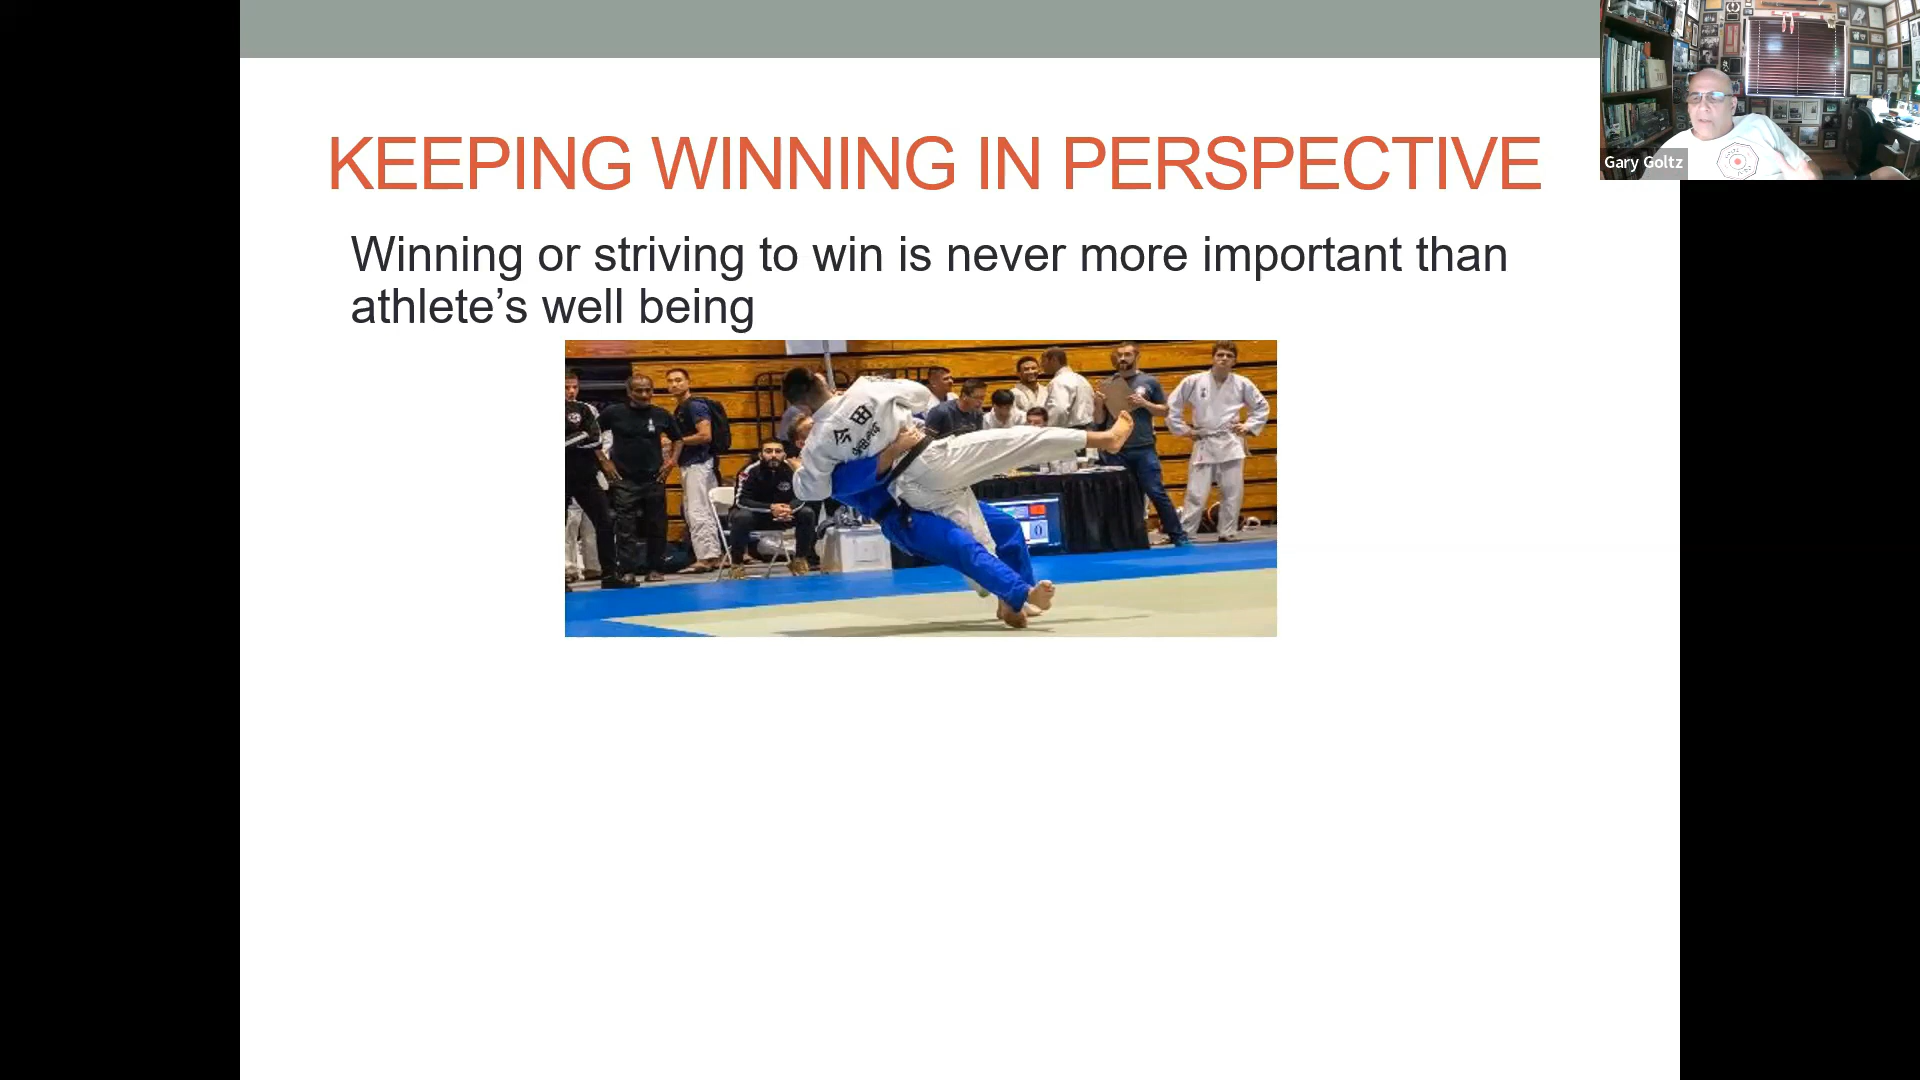 KEEPING WINNING IN PERSPECTIVE
Winning or striving to win is never more important than
athlete’s well being
Gary Goltz